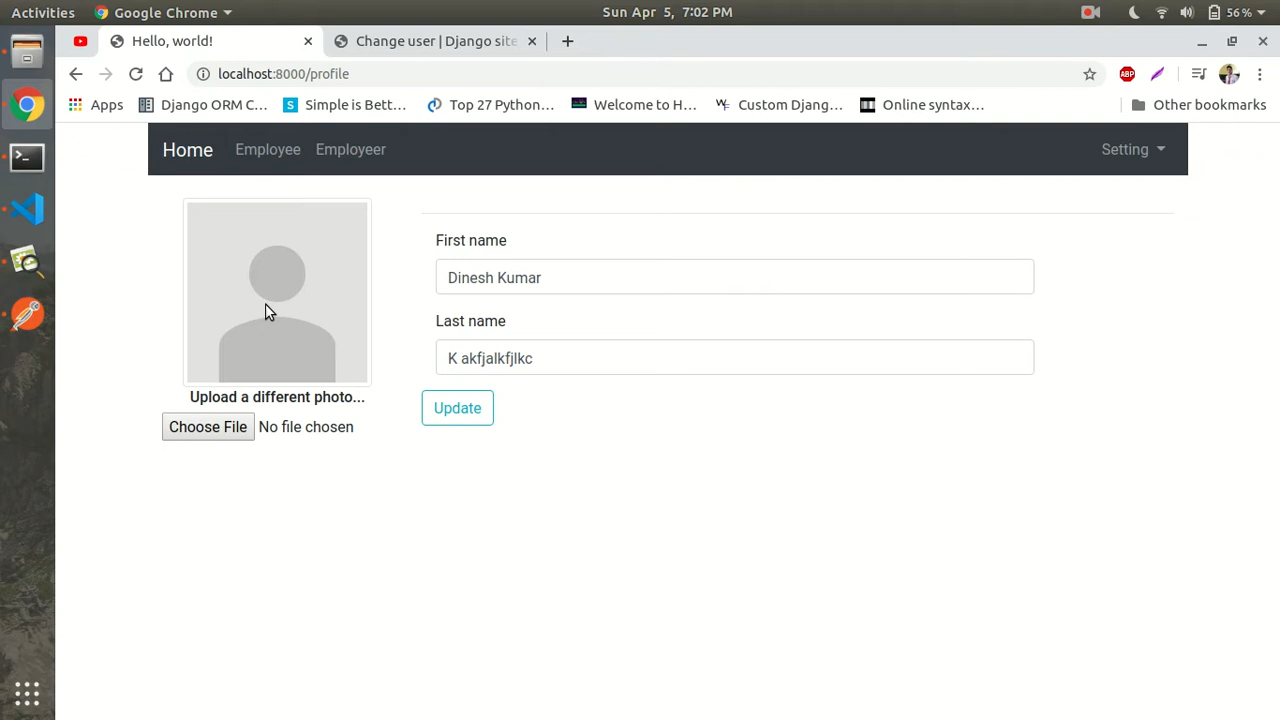 Activities Google Chrome Sun Apr 5, 7:02 PM 56%
Hello, world! Change user | Django site
localhost:8000/profile ABP
Apps Django ORM C... S Simple is Bett... Top 27 Python... Welcome to H... Custom Djang... Online syntax... Other bookmarks
Home Employee Employeer Setting
First name
Dinesh Kumar
Last name
K akfjalkfjlkc
Upload a different photo...
Update
Choose File No file chosen